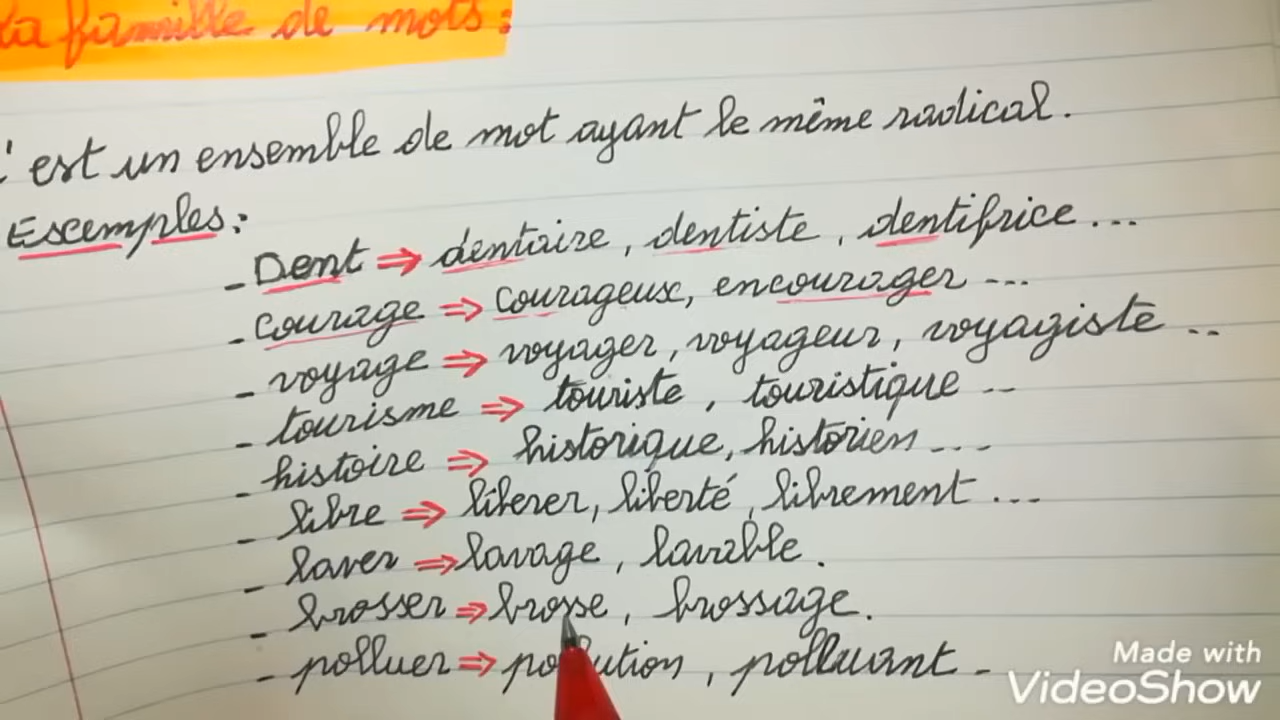 La famille de mots :
C'est un ensemble de mot ayant le même radical.
Exemples :
- Dent ⇒ dentaire, dentiste, dentifrice ...
- courage ⇒ courageux, encourager ...
- voyage ⇒ voyager, voyageur, voyagiste ..
- tourisme ⇒ touriste, touristique ..
- histoire ⇒ historique, historien ...
- libre ⇒ liberer, liberté, librement ...
- laver ⇒ lavage, lavable.
- brosser ⇒ brosse, brossage.
- polluer ⇒ pollution, polluant -
Made with
VideoShow